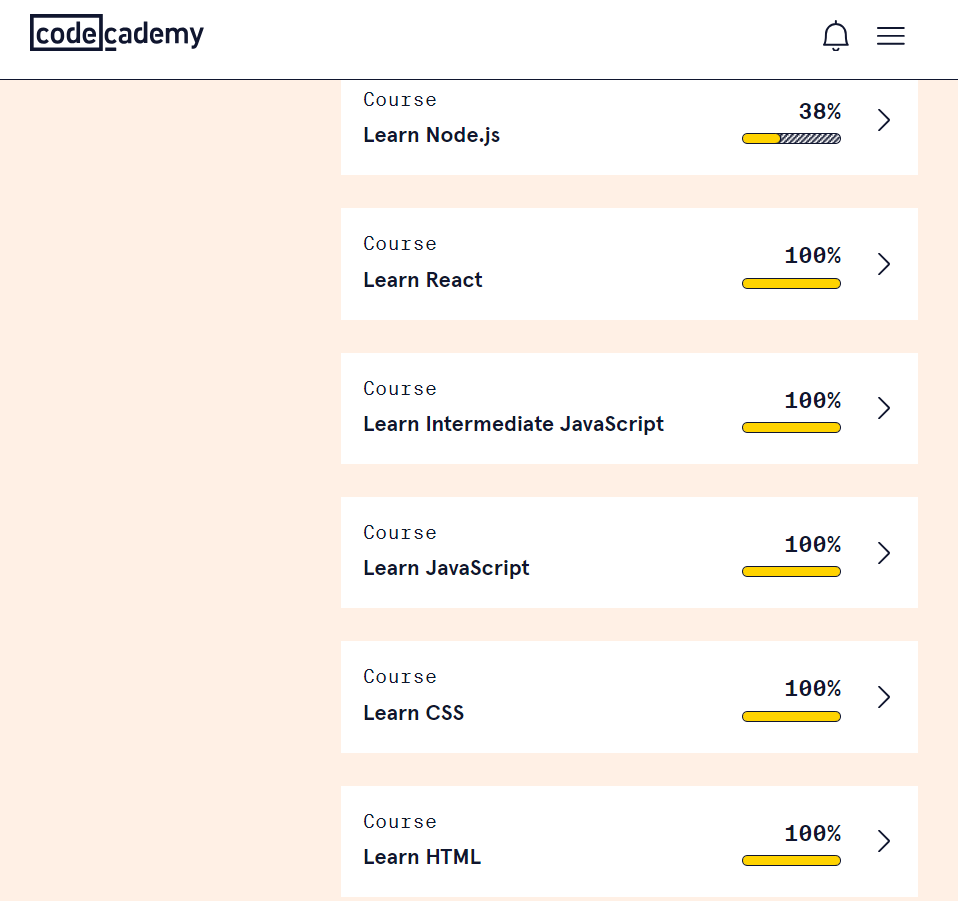 codecademy
Course
38%
Learn Node.js
Course
100%
Learn React
Course
100%
Learn Intermediate JavaScript
Course
100%
Learn JavaScript
Course
100%
Learn CSS
Course
100%
Learn HTML